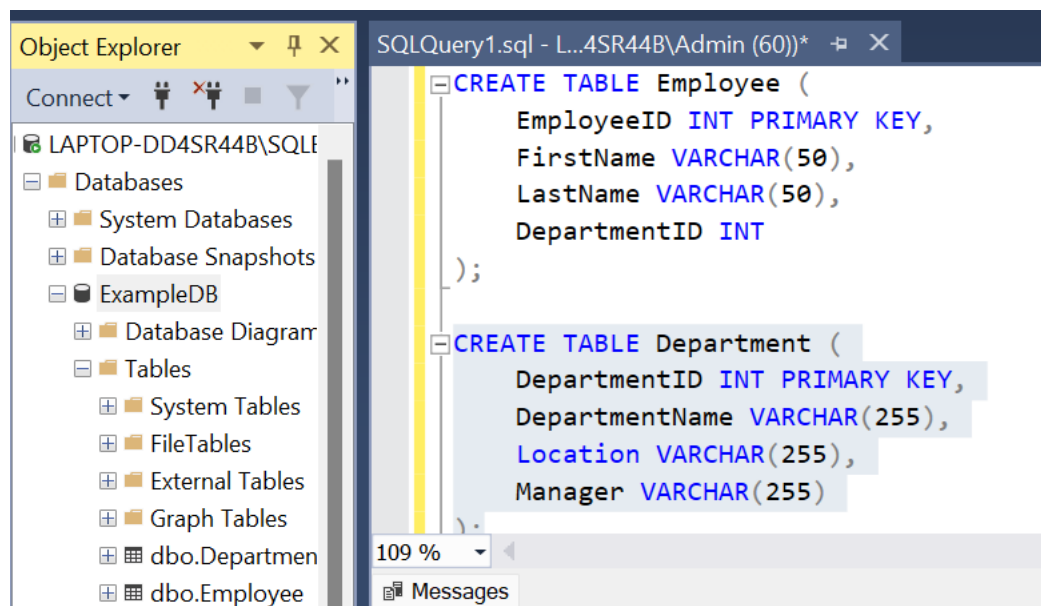 Object Explorer
Connect
LAPTOP-DD4SR44B\SQLE
Databases
System Databases
Database Snapshots
ExampleDB
Database Diagram
Tables
System Tables
FileTables
External Tables
Graph Tables
dbo.Departmen
dbo.Employee
SQLQuery1.sql - L...4SR44B\Admin (60))*
CREATE TABLE Employee (
EmployeeID INT PRIMARY KEY,
FirstName VARCHAR(50),
LastName VARCHAR(50),
DepartmentID INT
);
CREATE TABLE Department (
DepartmentID INT PRIMARY KEY,
DepartmentName VARCHAR(255),
Location VARCHAR(255),
Manager VARCHAR(255)
);
109 %
Messages